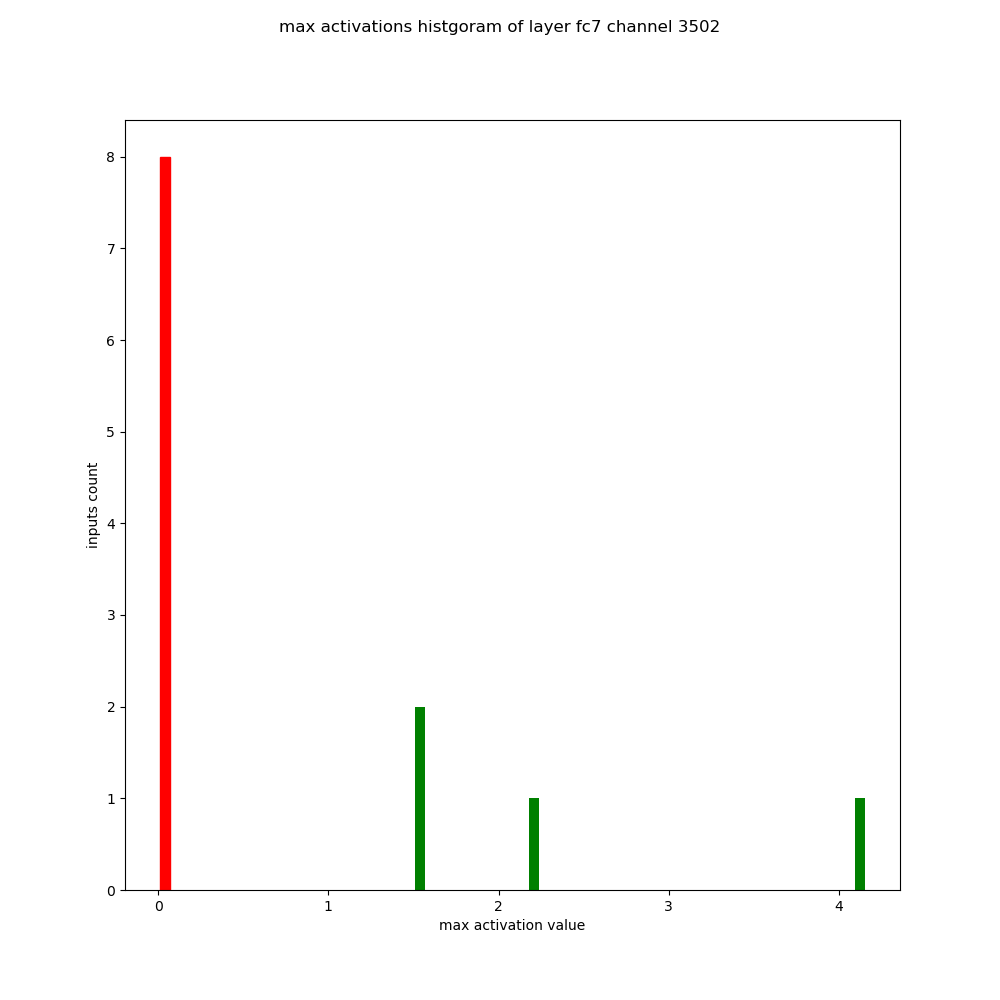 max activations histgoram of layer fc7 channel 3502
8
7
6
5
4
3
2
1
0
inputs count
0 1 2 3 4
max activation value